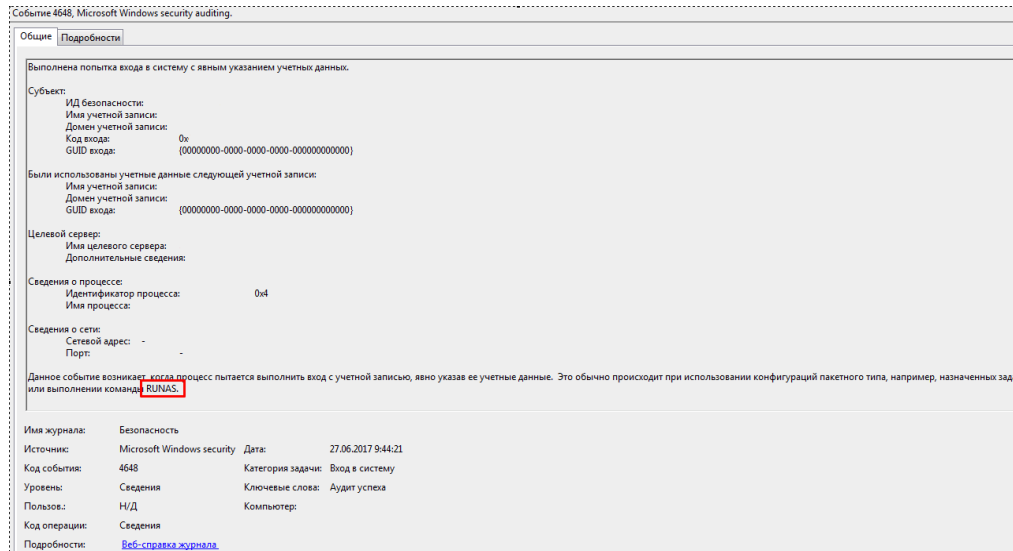 Событие 4648, Microsoft Windows security auditing.
Общие Подробности
Выполнена попытка входа в систему с явным указанием учетных данных.
Субъект:
ИД безопасности:
Имя учетной записи:
Домен учетной записи:
Код входа: 0x
GUID входа: {00000000-0000-0000-0000-000000000000}
Были использованы учетные данные следующей учетной записи:
Имя учетной записи:
Домен учетной записи:
GUID входа: {00000000-0000-0000-0000-000000000000}
Целевой сервер:
Имя целевого сервера:
Дополнительные сведения:
Сведения о процессе:
Идентификатор процесса: 0x4
Имя процесса:
Сведения о сети:
Сетевой адрес: -
Порт: -
Данное событие возникает, когда процесс пытается выполнить вход с учетной записью, явно указав ее учетные данные. Это обычно происходит при использовании конфигураций пакетного типа, например, назначенных зад
или выполнении команды RUNAS.
Имя журнала: Безопасность
Источник: Microsoft Windows security Дата: 27.06.2017 9:44:21
Код события: 4648 Категория задачи: Вход в систему
Уровень: Сведения Ключевые слова: Аудит успеха
Пользов.: Н/Д Компьютер:
Код операции: Сведения
Подробности: Веб-справка журнала